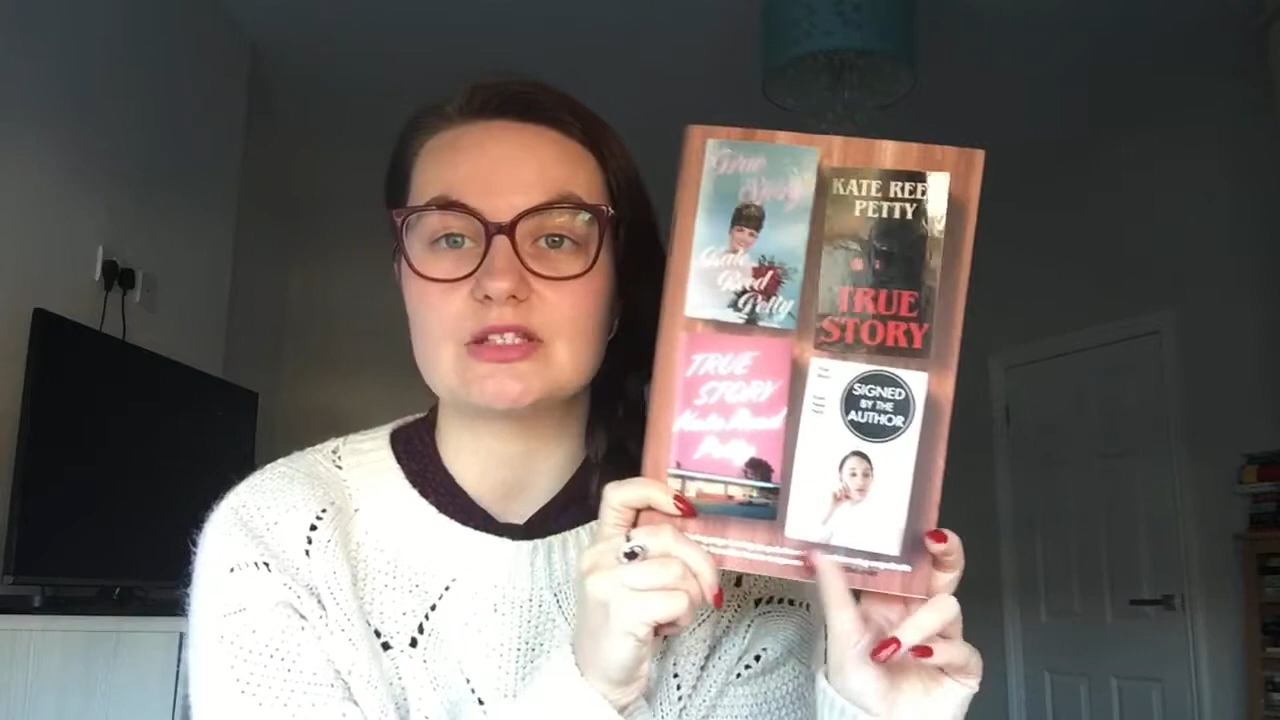 True
Story
Kate
Reed
Petty
KATE REE
PETTY
TRUE
STORY
TRUE
STORY
Kate Reed
Petty
SIGNED
BY THE
AUTHOR